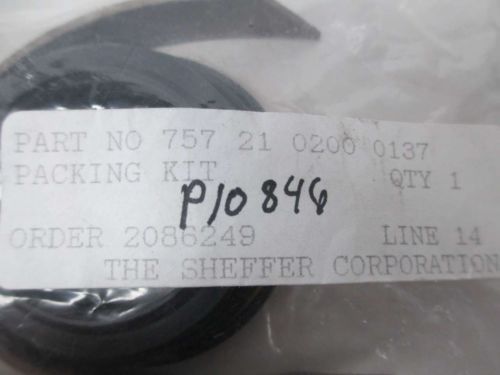 PART NO 757 21 0200 0137
PACKING KIT QTY 1
P10846
ORDER 2086249 LINE 14
THE SHEFFER CORPORATION